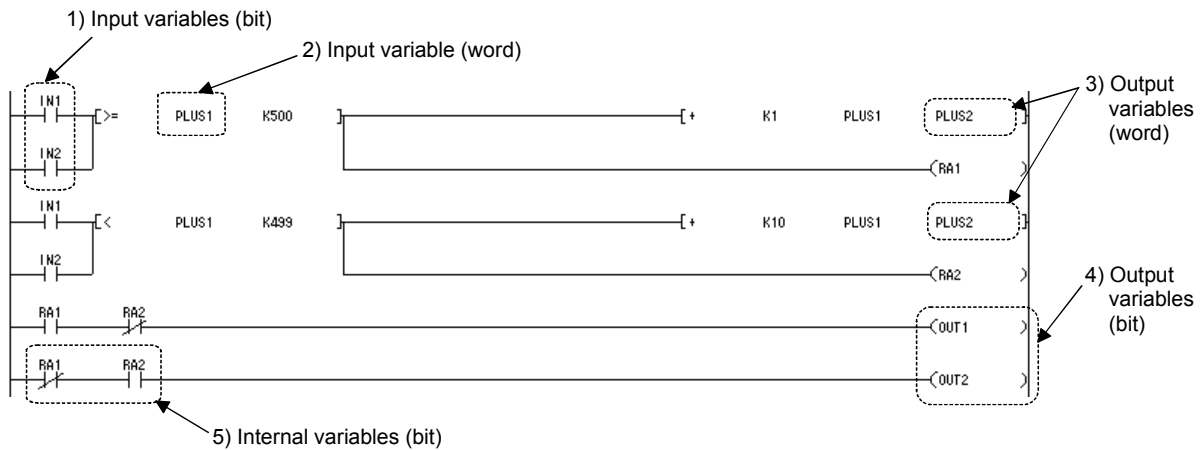 1) Input variables (bit)
2) Input variable (word)
3) Output
variables
(word)
IN1
[>= PLUS1 K500 ] [+ K1 PLUS1 PLUS2 ]
IN2
(RA1 )
IN1
[< PLUS1 K499 ] [+ K10 PLUS1 PLUS2 ]
IN2
(RA2 )
4) Output
variables
(bit)
RA1 RA2
(OUT1 )
RA1 RA2
(OUT2 )
5) Internal variables (bit)